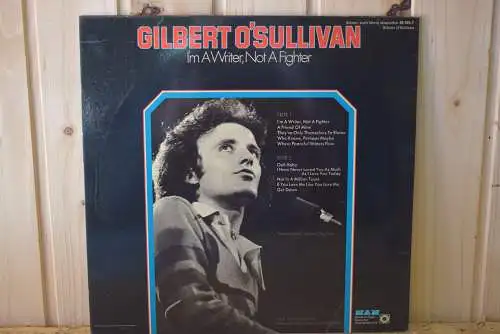 GILBERT O'SULLIVAN
I'm A Writer, Not A Fighter
SIDE 1
I'm A Writer, Not A Fighter
A Friend Of Mine
They've Only Themselves To Blame
Who Knows, Perhaps Maybe
Where Peaceful Waters Flow
SIDE 2
Ooh Baby
I Have Never Loved You As Much
As I Love You Today
Not In A Million Years
If You Love Me Like You Love Me
Get Down
MAM